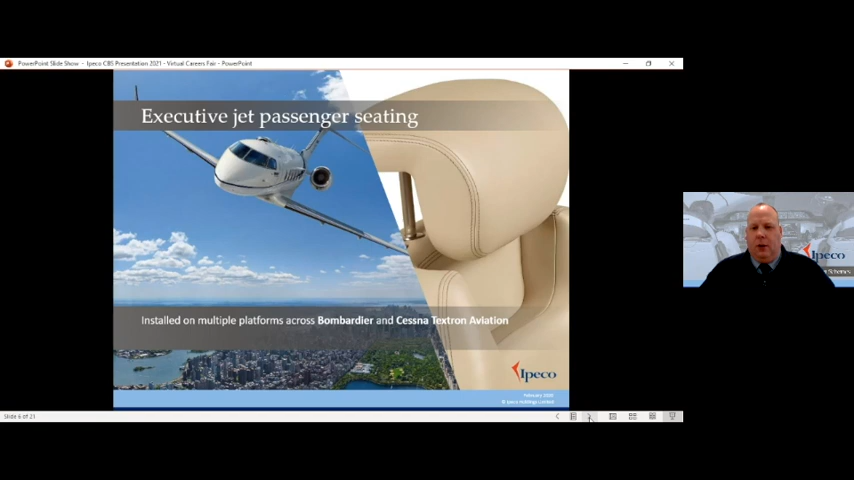 PowerPoint Slide Show - Ipeco CBS Presentation 2021 - Virtual Careers Fair - PowerPoint
Executive jet passenger seating
Installed on multiple platforms across Bombardier and Cessna Textron Aviation
Ipeco
February 2020
© Ipeco Holdings Limited
Slide 6 of 21
Ipeco
Schemes